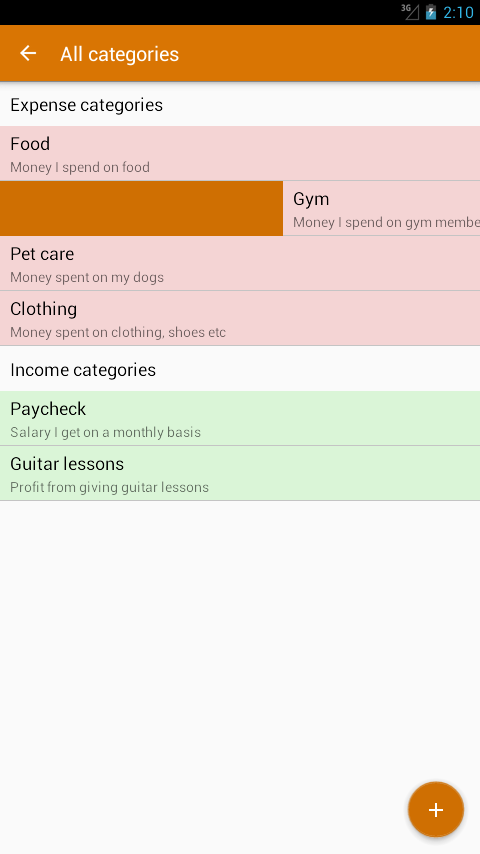 3G
2:10
All categories
Expense categories
Food
Money I spend on food
Gym
Money I spend on gym membe
Pet care
Money spent on my dogs
Clothing
Money spent on clothing, shoes etc
Income categories
Paycheck
Salary I get on a monthly basis
Guitar lessons
Profit from giving guitar lessons